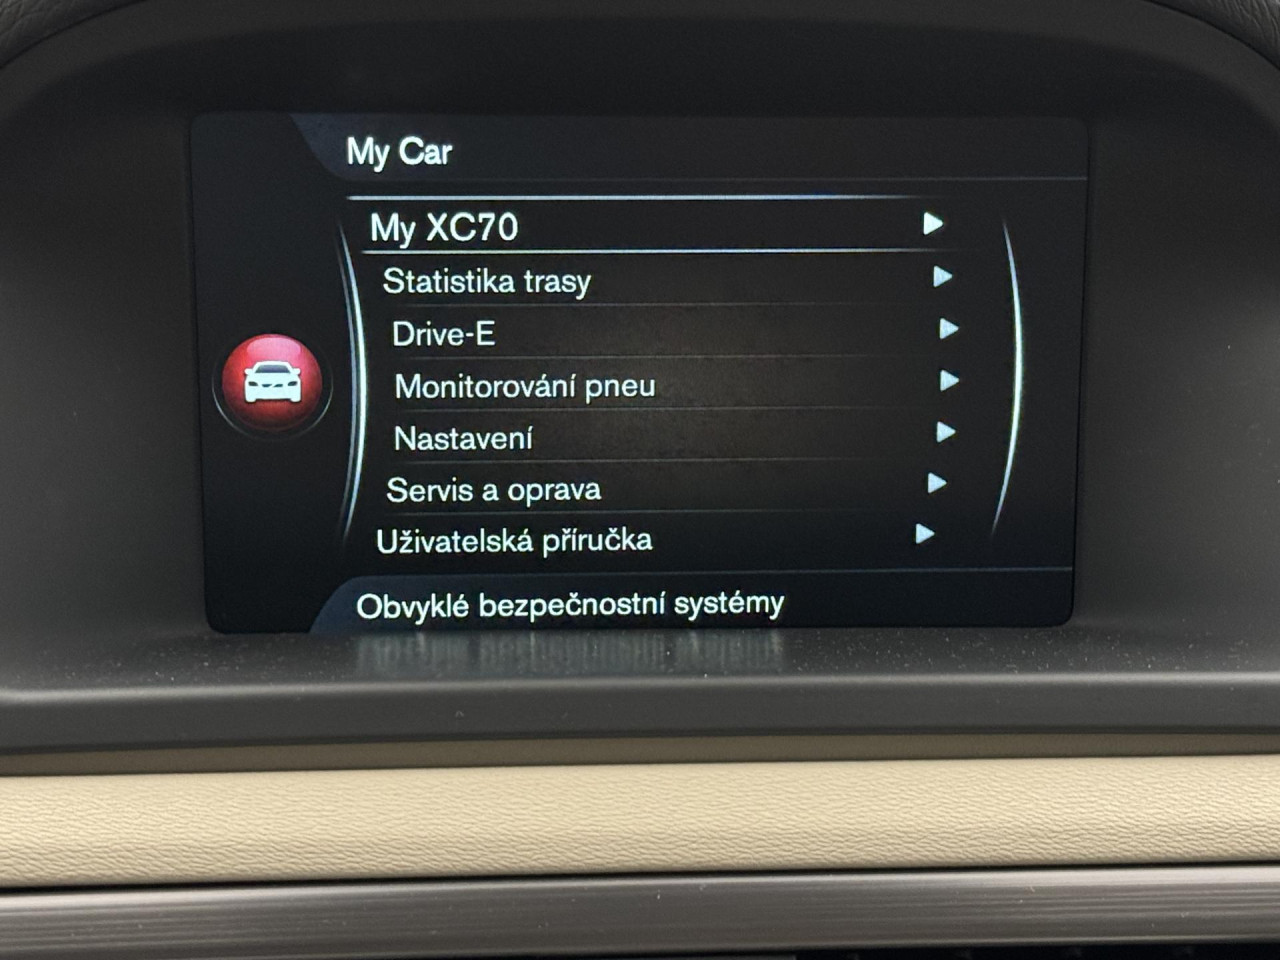 My Car
My XC70
Statistika trasy
Drive-E
Monitorování pneu
Nastavení
Servis a oprava
Uživatelská příručka
Obvyklé bezpečnostní systémy